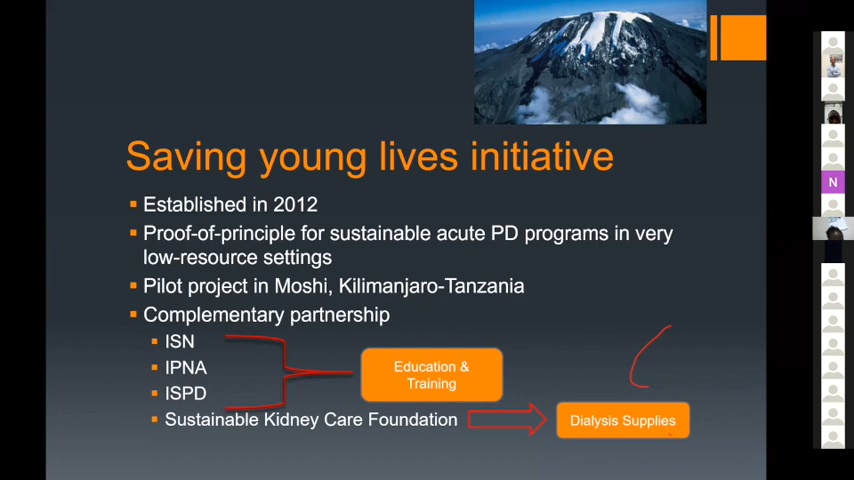 Saving young lives initiative
Established in 2012
Proof-of-principle for sustainable acute PD programs in very
low-resource settings
Pilot project in Moshi, Kilimanjaro-Tanzania
Complementary partnership
ISN
IPNA
ISPD
Sustainable Kidney Care Foundation
Education &
Training
Dialysis Supplies
N